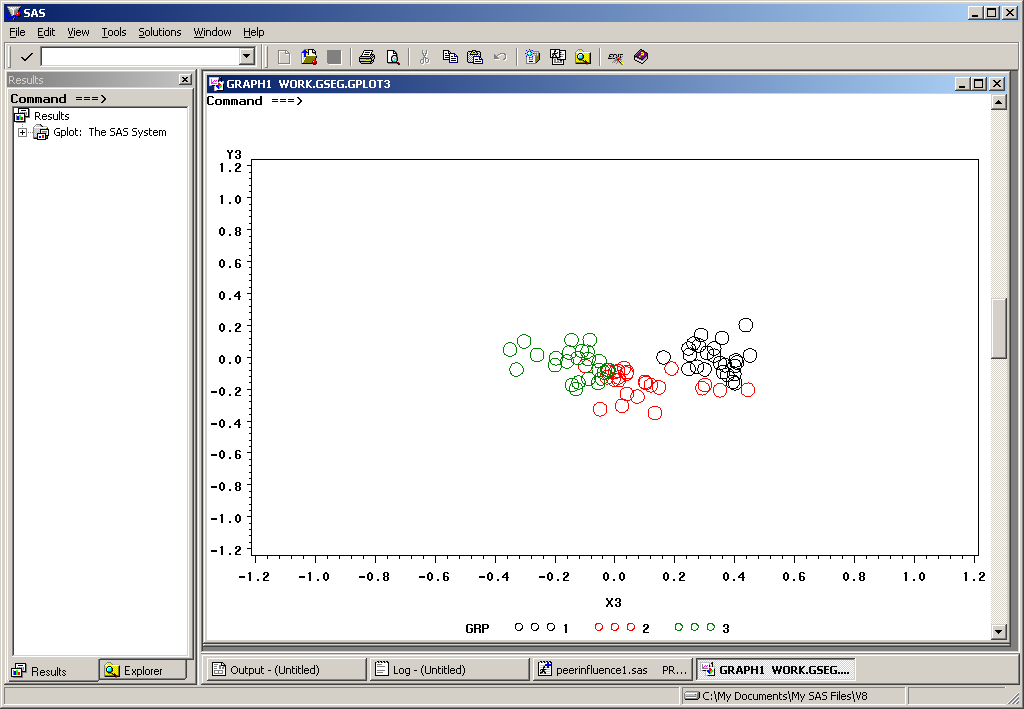 SAS
File Edit View Tools Solutions Window Help
Results
Command ===>
Results
Gplot: The SAS System
GRAPH1 WORK.GSEG.GPLOT3
Command ===>
Y3
1.2
1.0
0.8
0.6
0.4
0.2
0.0
-0.2
-0.4
-0.6
-0.8
-1.0
-1.2
-1.2 -1.0 -0.8 -0.6 -0.4 -0.2 0.0 0.2 0.4 0.6 0.8 1.0 1.2
X3
GRP 1 2 3
Results Explorer
Output - (Untitled) Log - (Untitled) peerinfluence1.sas PR... GRAPH1 WORK.GSEG....
C:\My Documents\My SAS Files\V8